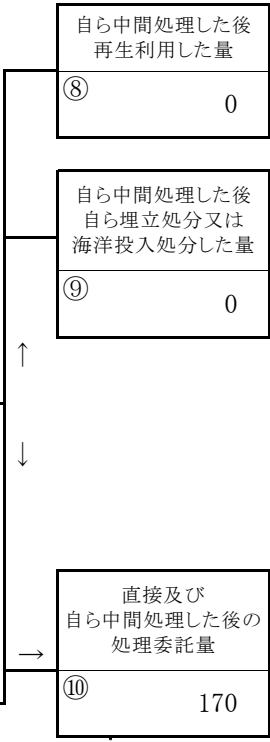 自ら中間処理した後
再生利用した量
⑧ 0
自ら中間処理した後
自ら埋立処分又は
海洋投入処分した量
⑨ 0
↑
↓
直接及び
自ら中間処理した後の
処理委託量
→
⑩ 170